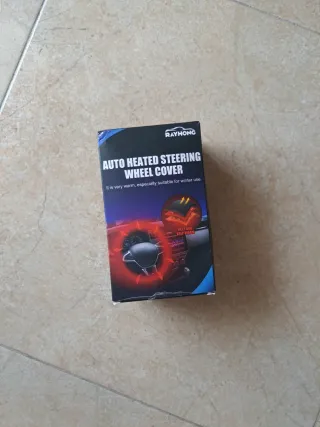 RAYHONG
AUTO HEATED STEERING
WHEEL COVER
It is very warm, especially suitable for winter use.